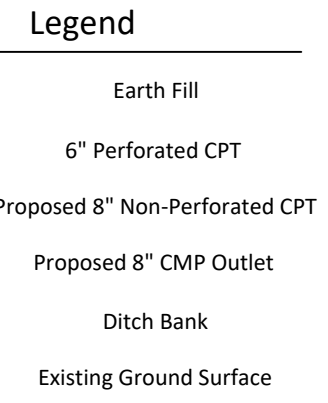 Legend
Earth Fill
6" Perforated CPT
Proposed 8" Non-Perforated CPT
Proposed 8" CMP Outlet
Ditch Bank
Existing Ground Surface